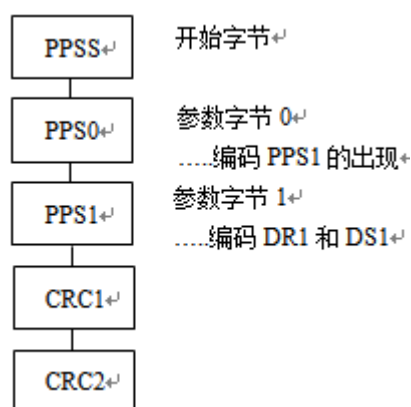 PPSS↵ 开始字节↵
PPS0↵ 参数字节 0↵
.....编码 PPS1 的出现↵
PPS1↵ 参数字节 1↵
.....编码 DR1 和 DS1↵
CRC1↵
CRC2↵